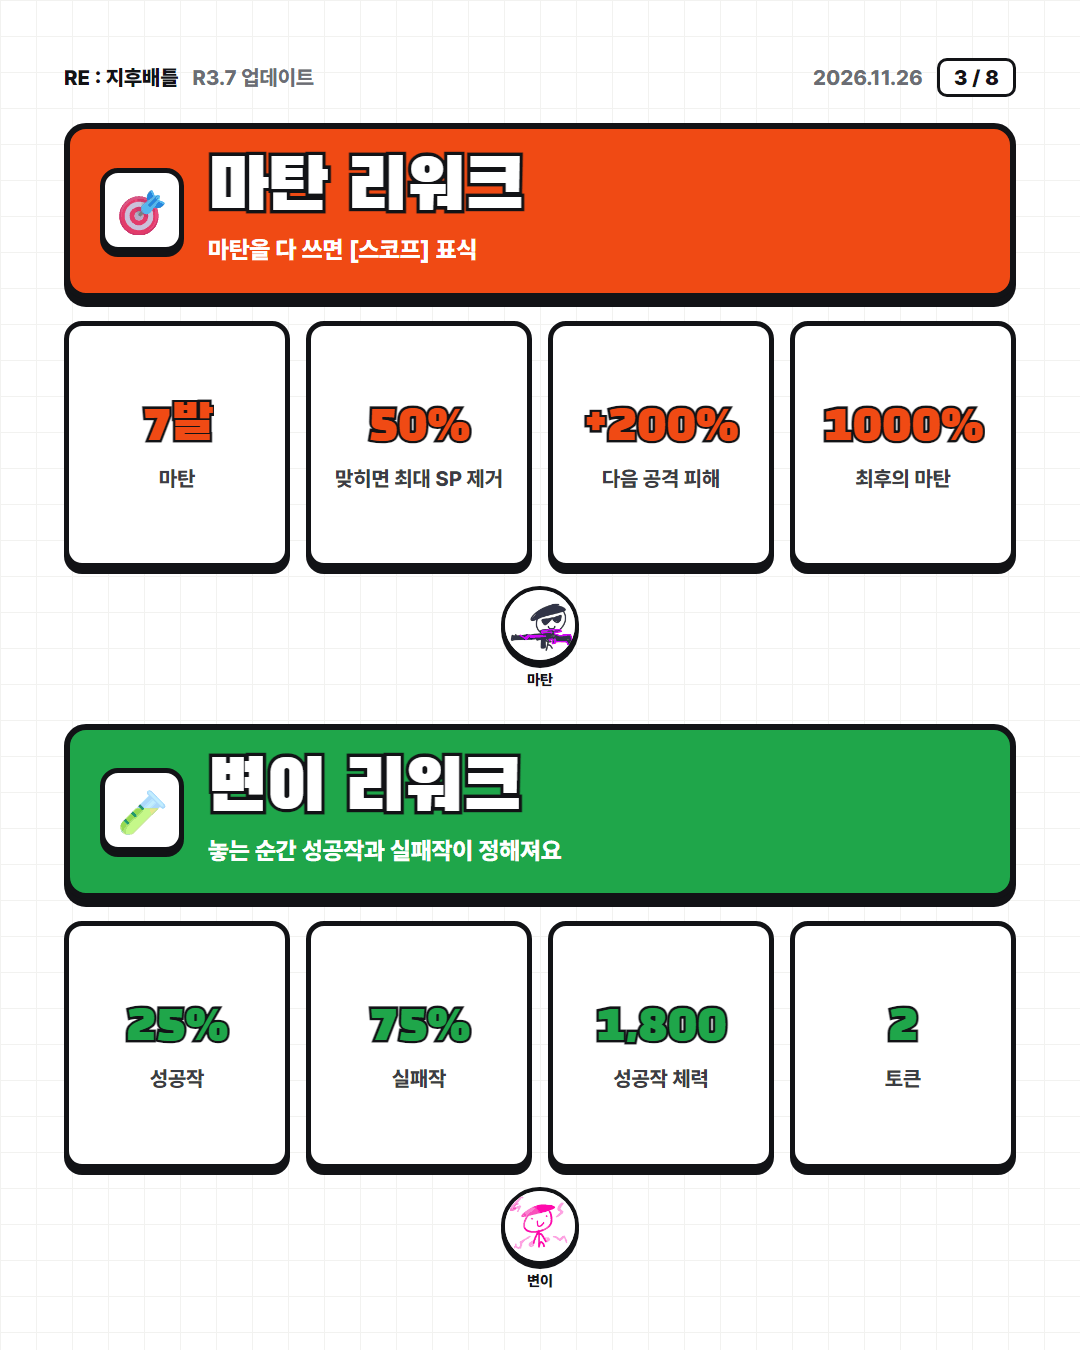 RE : 지후배틀 R3.7 업데이트
2026.11.26 3 / 8
마탄 리워크
마탄을 다 쓰면 [스코프] 표식
7발
마탄
50%
맞히면 최대 SP 제거
+200%
다음 공격 피해
1000%
최후의 마탄
마탄
변이 리워크
놓는 순간 성공작과 실패작이 정해져요
25%
성공작
75%
실패작
1,800
성공작 체력
2
토큰
변이